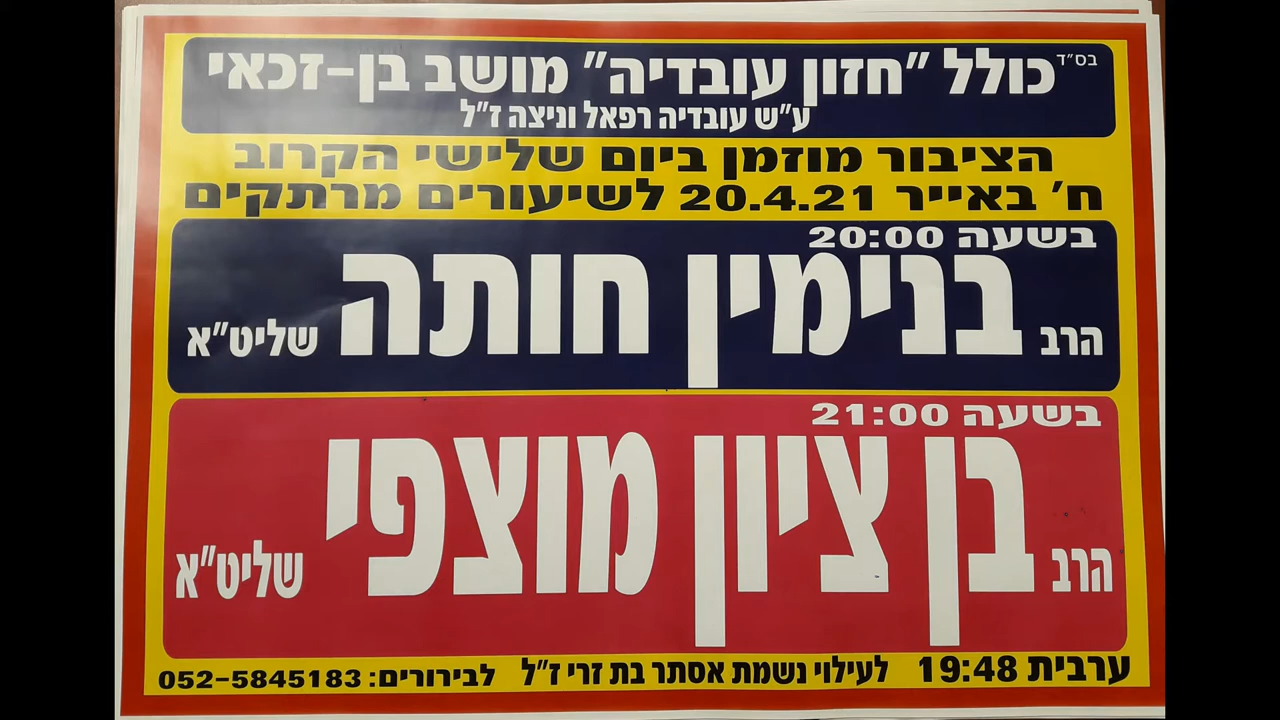 בס"ד
כולל "חזון עובדיה" מושב בן-זכאי
ע"ש עובדיה רפאל וניצה ז"ל
הציבור מוזמן ביום שלישי הקרוב
ח' באייר 20.4.21 לשיעורים מרתקים
בשעה 20:00
הרב בנימין חותה שליט"א
בשעה 21:00
הרב בן ציון מוצפי שליט"א
ערבית 19:48 לעילוי נשמת אסתר בת זרי ז"ל לבירורים: 052-5845183